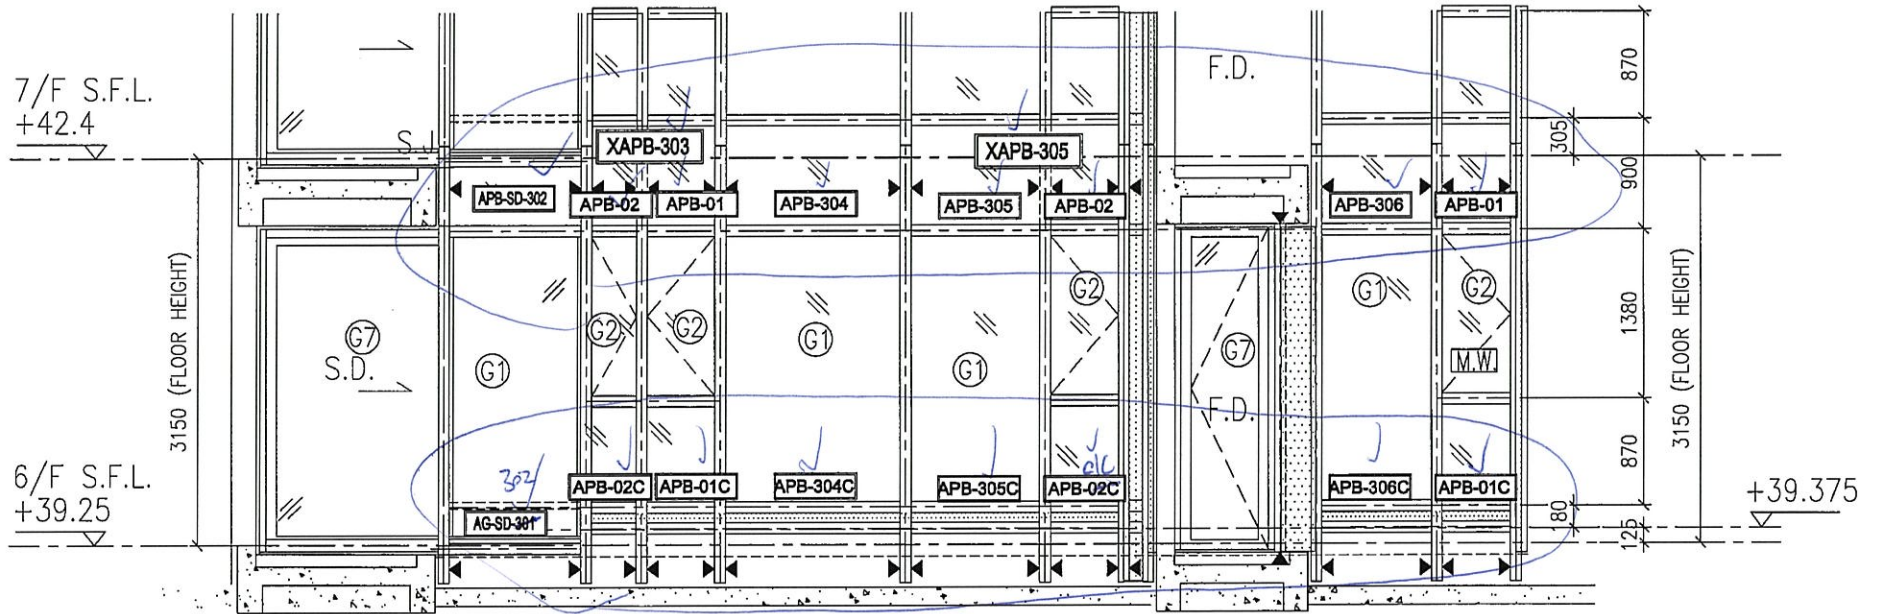 F.D.
870
7/F S.F.L.
+42.4
S.J
XAPB-303
XAPB-305
305
900
APB-SD-302
APB-02
APB-01
APB-304
APB-305
APB-02
APB-306
APB-01
3150 (FLOOR HEIGHT)
G7
S.D.
G1
G2
G2
G1
G1
G2
G7
F.D.
G1
G2
M.W.
1380
3150 (FLOOR HEIGHT)
870
6/F S.F.L.
+39.25
302
AG-SD-301
APB-02C
APB-01C
APB-304C
APB-305C
APB-02C
APB-306C
APB-01C
180
125
+39.375